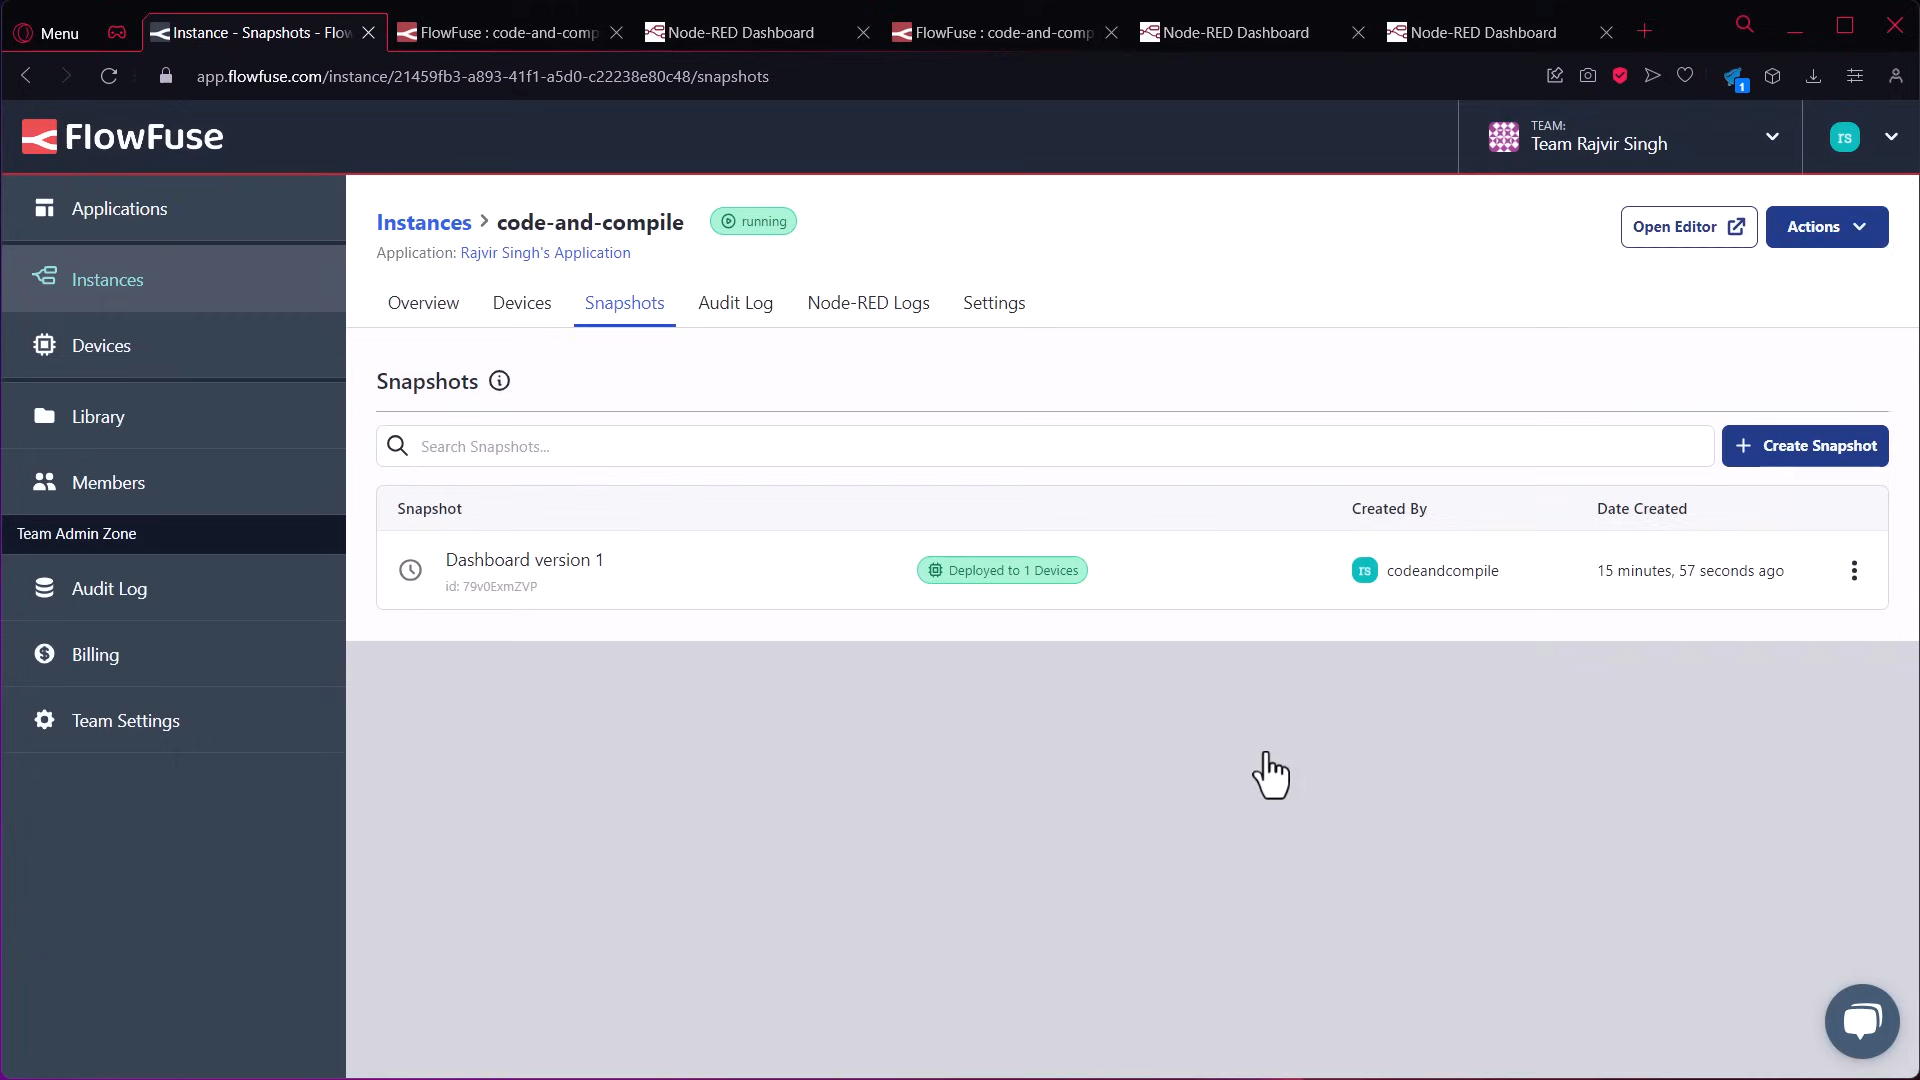 Menu
Instance - Snapshots - Flow
FlowFuse : code-and-comp
Node-RED Dashboard
FlowFuse : code-and-comp
Node-RED Dashboard
Node-RED Dashboard
app.flowfuse.com/instance/21459fb3-a893-41f1-a5d0-c22238e80c48/snapshots
1
FlowFuse
TEAM:
Team Rajvir Singh
rs
Applications
Instances
Devices
Library
Members
Team Admin Zone
Audit Log
Billing
Team Settings
Instances > code-and-compile
running
Application: Rajvir Singh's Application
Open Editor
Actions
Overview
Devices
Snapshots
Audit Log
Node-RED Logs
Settings
Snapshots
Search Snapshots...
+ Create Snapshot
Snapshot
Created By
Date Created
Dashboard version 1
id: 79v0ExmZVP
Deployed to 1 Devices
rs
codeandcompile
15 minutes, 57 seconds ago